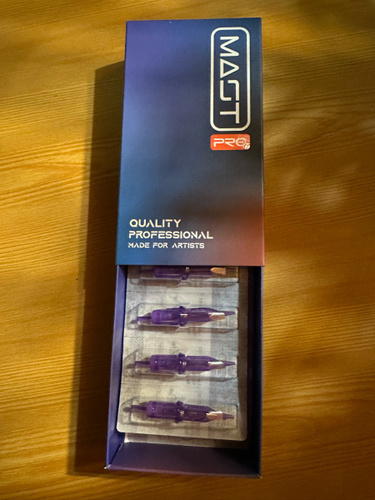 MAST
PRO
QUALITY
PROFESSIONAL
MADE FOR ARTISTS